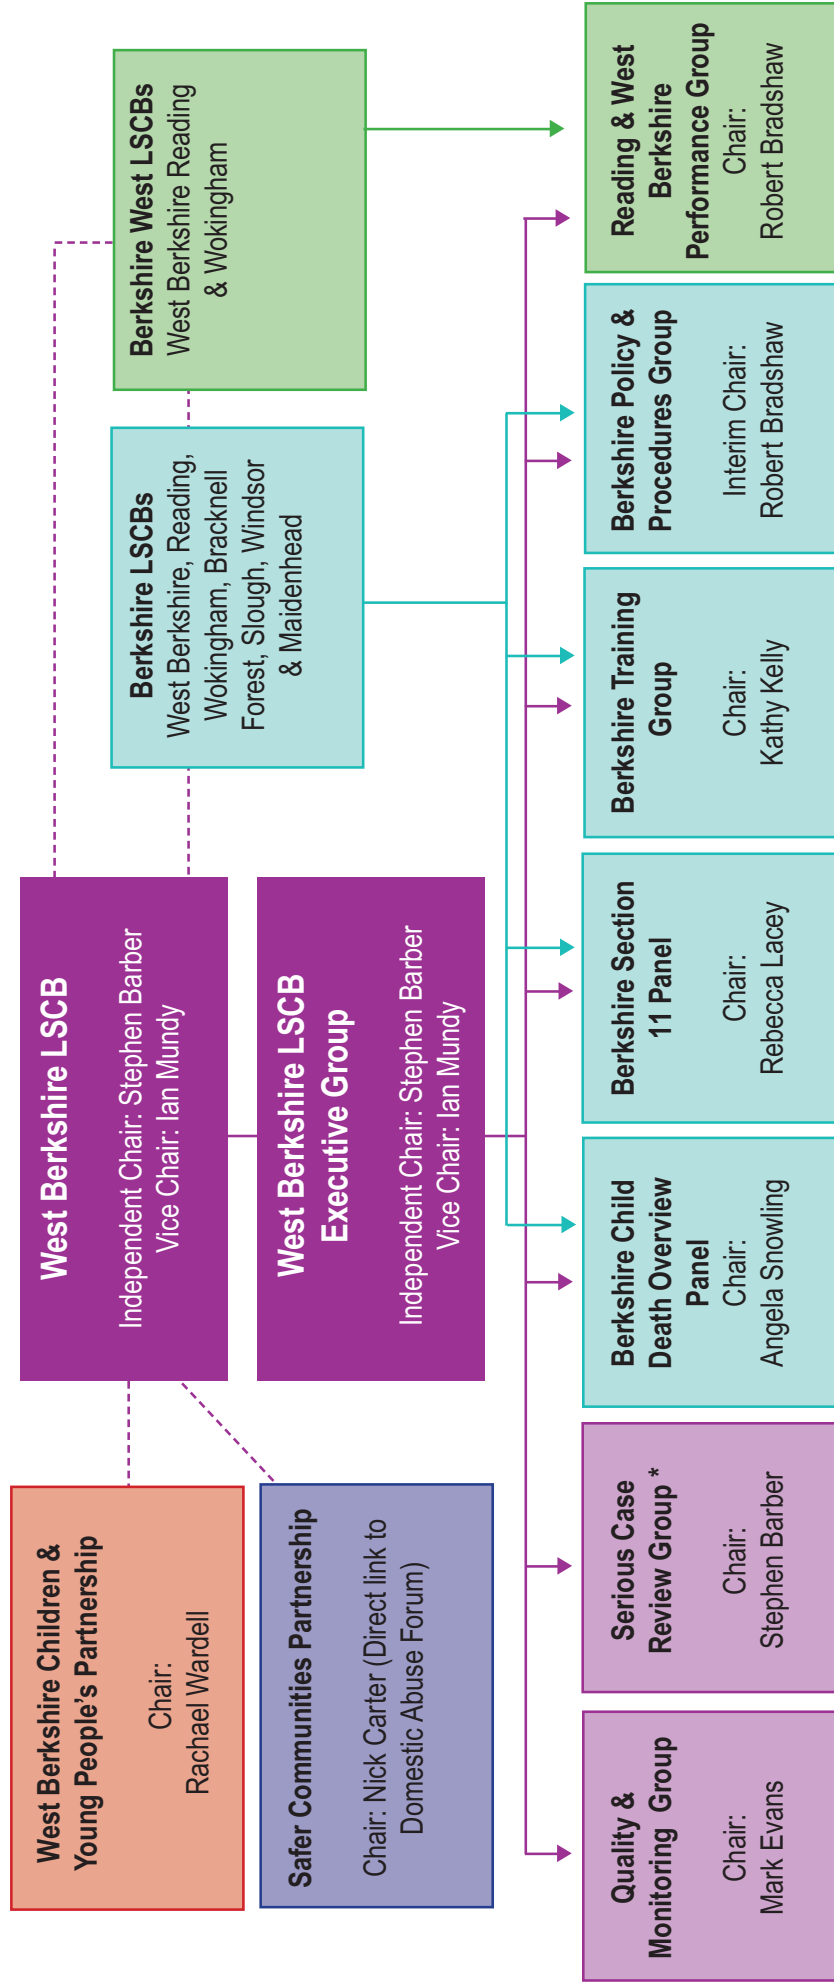 West Berkshire Children &
Young People's Partnership
Chair:
Rachael Wardell
Safer Communities Partnership
Chair: Nick Carter (Direct link to
Domestic Abuse Forum)
West Berkshire LSCB
Independent Chair: Stephen Barber
Vice Chair: Ian Mundy
West Berkshire LSCB
Executive Group
Independent Chair: Stephen Barber
Vice Chair: Ian Mundy
Berkshire LSCBs
West Berkshire, Reading,
Wokingham, Bracknell
Forest, Slough, Windsor
& Maidenhead
Berkshire West LSCBs
West Berkshire Reading
& Wokingham
Quality &
Monitoring Group
Chair:
Mark Evans
Serious Case
Review Group *
Chair:
Stephen Barber
Berkshire Child
Death Overview
Panel
Chair:
Angela Snowling
Berkshire Section
11 Panel
Chair:
Rebecca Lacey
Berkshire Training
Group
Chair:
Kathy Kelly
Berkshire Policy &
Procedures Group
Interim Chair:
Robert Bradshaw
Reading & West
Berkshire
Performance Group
Chair:
Robert Bradshaw